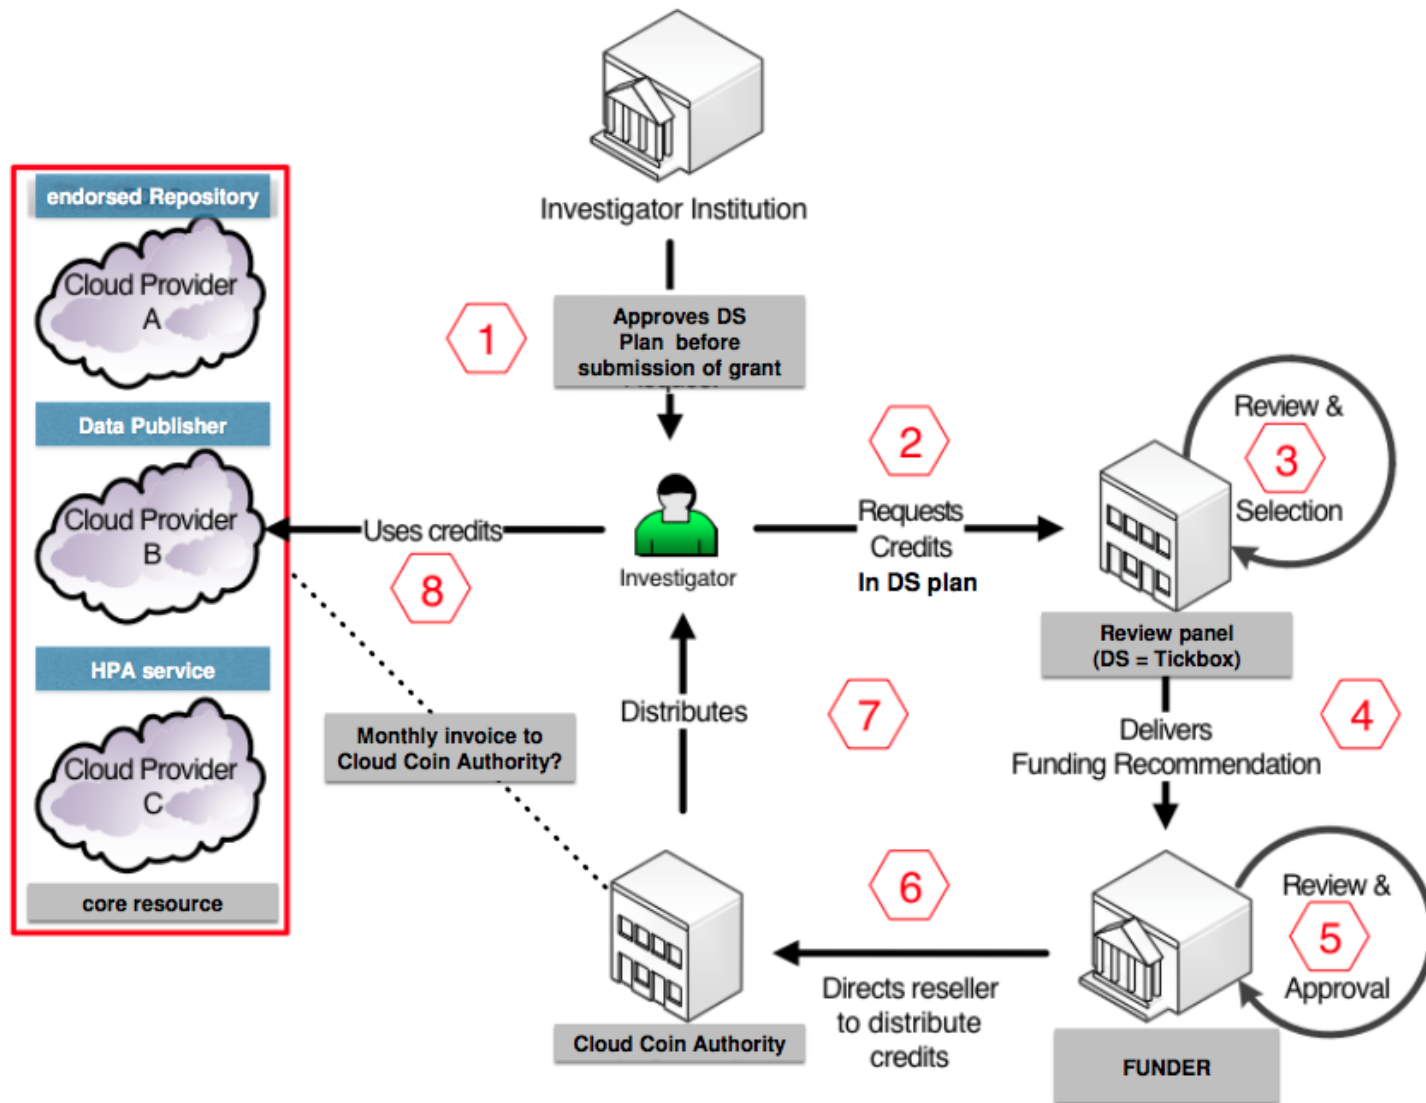 Investigator Institution
1
Approves DS
Plan before
submission of grant
endorsed Repository
Cloud Provider
A
Data Publisher
Cloud Provider
B
HPA service
Cloud Provider
C
core resource
Uses credits
8
Investigator
2
Requests
Credits
In DS plan
Review &
3
Selection
Review panel
(DS = Tickbox)
4
Delivers
Funding Recommendation
Distributes
7
Monthly invoice to
Cloud Coin Authority?
6
Directs reseller
to distribute
credits
Cloud Coin Authority
Review &
5
Approval
FUNDER